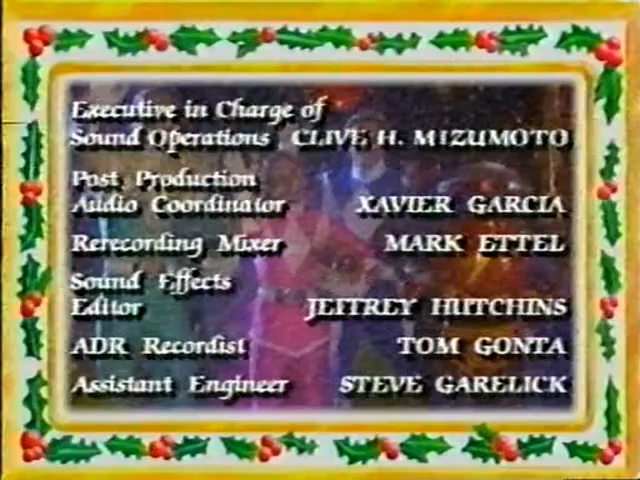 Executive in Charge of
Sound Operations CLIVE H. MIZUMOTO
Post Production
Audio Coordinator XAVIER GARCIA
Rerecording Mixer MARK ETTEL
Sound Effects
Editor JEFFREY HUTCHINS
ADR Recordist TOM GONTA
Assistant Engineer STEVE GARELICK